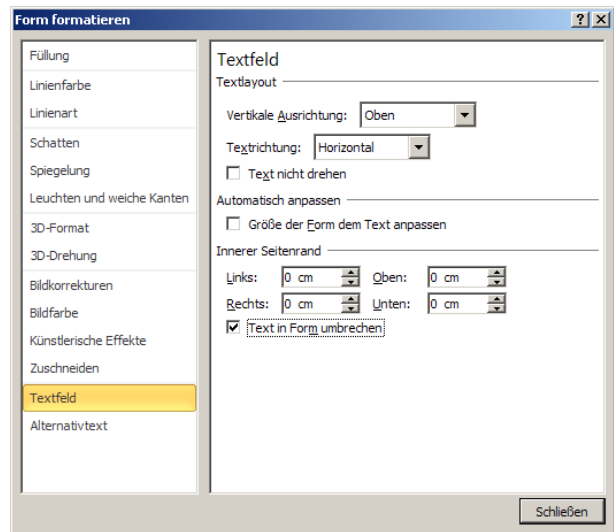 Form formatieren
Füllung
Linienfarbe
Linienart
Schatten
Spiegelung
Leuchten und weiche Kanten
3D-Format
3D-Drehung
Bildkorrekturen
Bildfarbe
Künstlerische Effekte
Zuschneiden
Textfeld
Alternativtext
Textfeld
Textlayout
Vertikale Ausrichtung: Oben
Textrichtung: Horizontal
Text nicht drehen
Automatisch anpassen
Größe der Form dem Text anpassen
Innerer Seitenrand
Links: 0 cm Oben: 0 cm
Rechts: 0 cm Unten: 0 cm
Text in Form umbrechen
Schließen